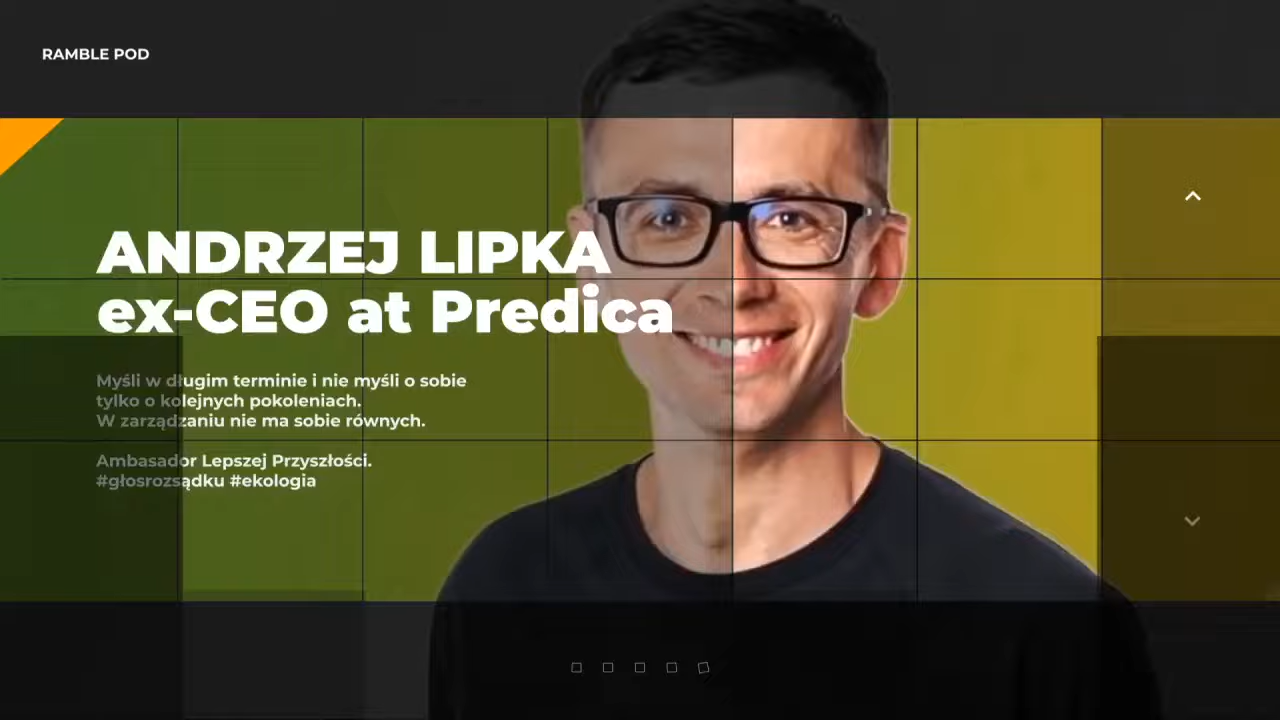 RAMBLE POD
ANDRZEJ LIPKA
ex-CEO at Predica
Myśli w długim terminie i nie myśli o sobie
tylko o kolejnych pokoleniach.
W zarządzaniu nie ma sobie równych.
Ambasador Lepszej Przyszłości.
#głosrozsądku #ekologia